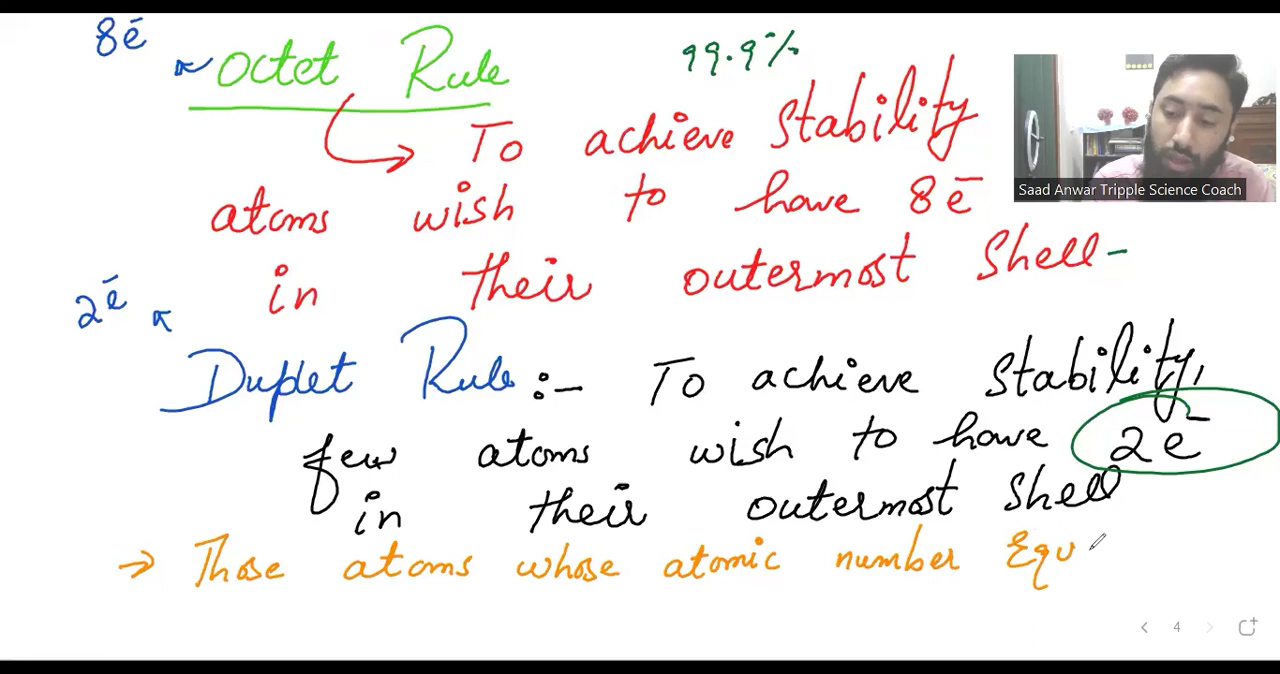 8ē
Octet Rule
99.9%
To achieve Stability
atoms wish to have 8ē
in their outermost Shell-
2ē
Duplet Rule :- To achieve Stability,
few atoms wish to have 2ē
in their outermost Shell
→ Those atoms whose atomic number Equ
Saad Anwar Tripple Science Coach
4